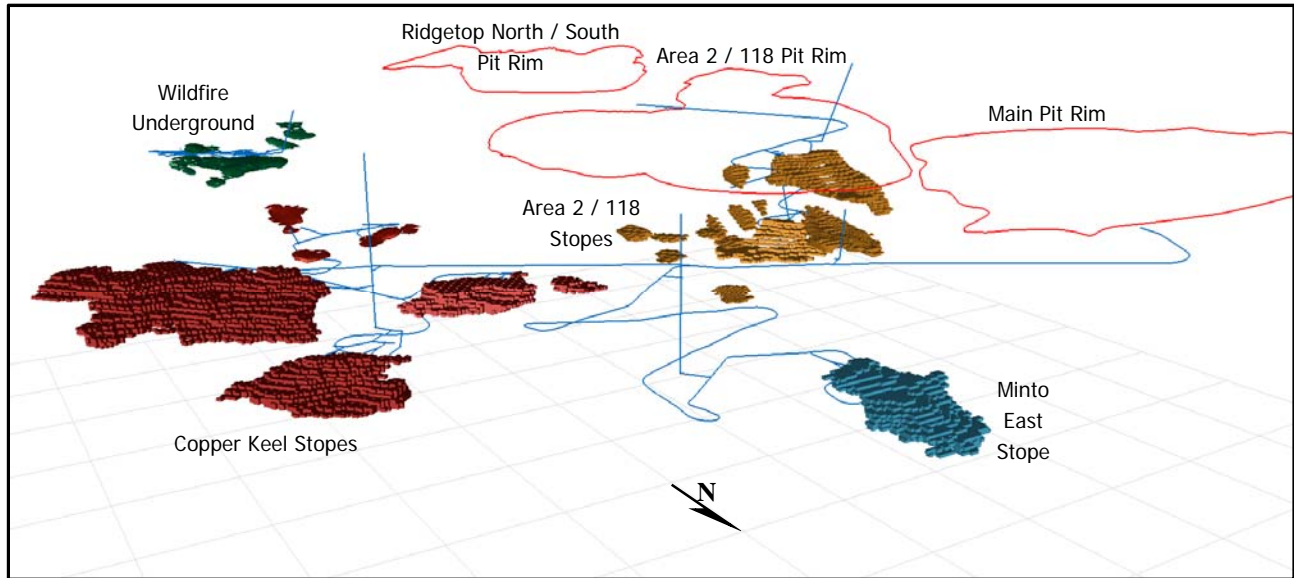 Ridgetop North / South
Pit Rim
Area 2 / 118 Pit Rim
Wildfire
Underground
Main Pit Rim
Area 2 / 118
Stopes
Copper Keel Stopes
Minto
East
Stope
N